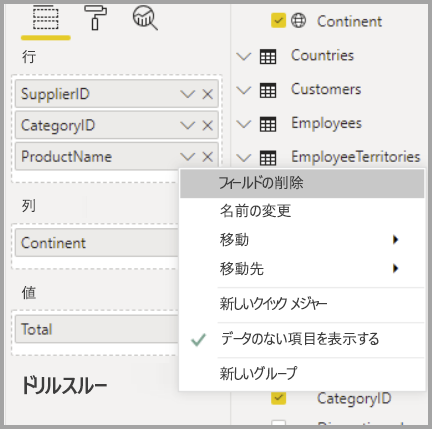 行
SupplierID
CategoryID
ProductName
列
Continent
値
Total
ドリルスルー
Continent
Countries
Customers
Employees
EmployeeTerritories
フィールドの削除
名前の変更
移動
移動先
新しいクイック メジャー
データのない項目を表示する
新しいグループ
CategoryID